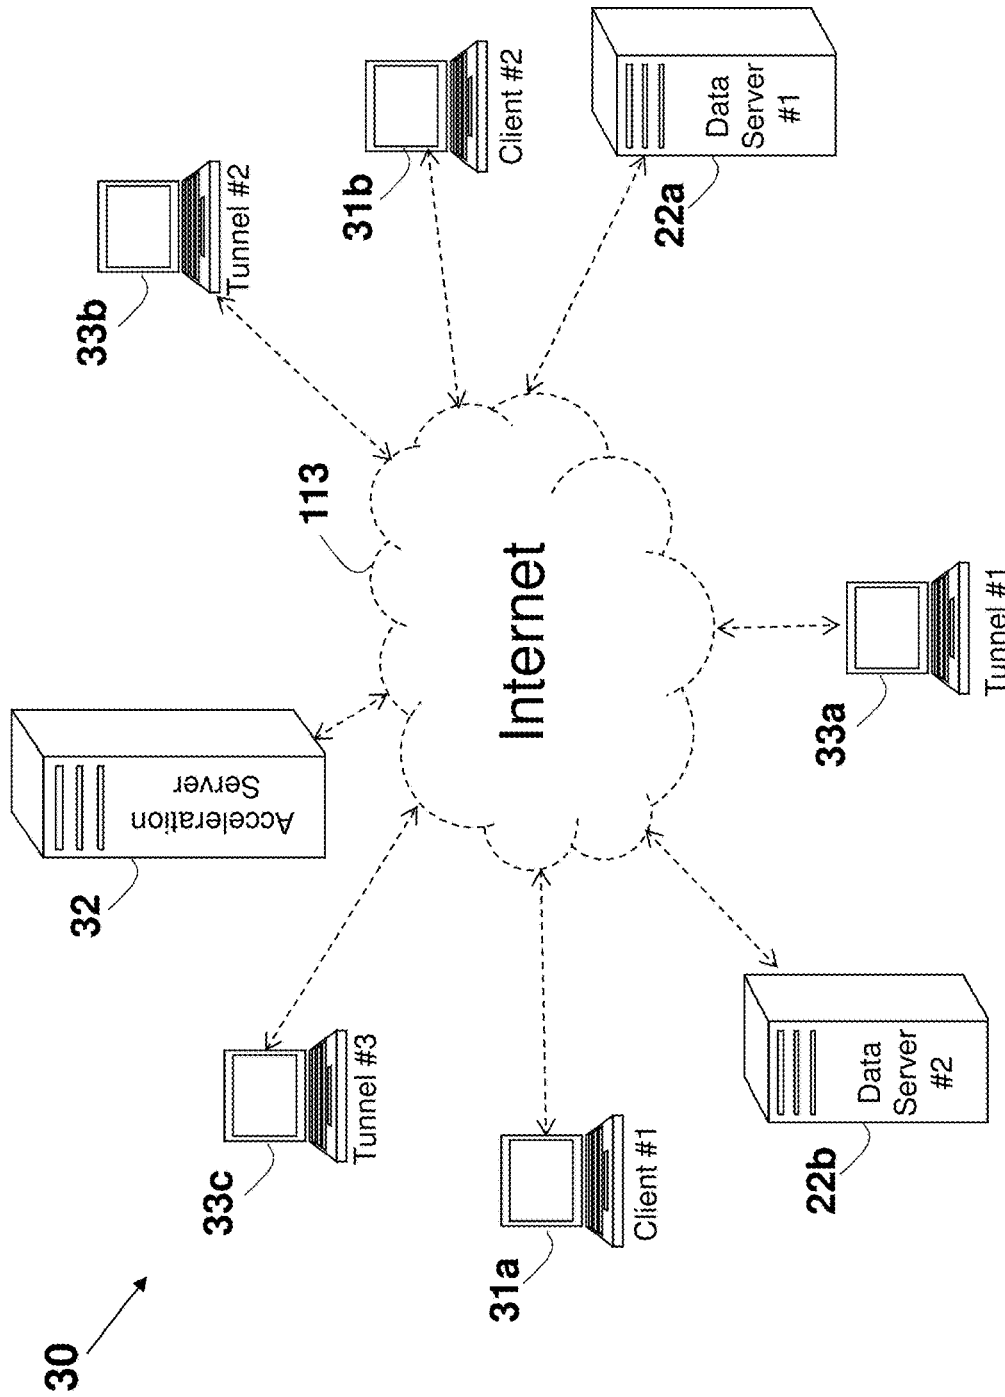 30
33c
Tunnel #3
32
Acceleration
Server
33b
Tunnel #2
113
31b
Client #2
31a
Client #1
Internet
22a
Data
Server
#1
22b
Data
Server
#2
33a
Tunnel #1